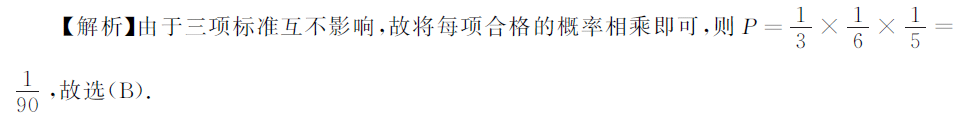 【解析】由于三项标准互不影响,故将每项合格的概率相乘即可,则 P = 1/3 × 1/6 × 1/5 =
1/90 ,故选(B).